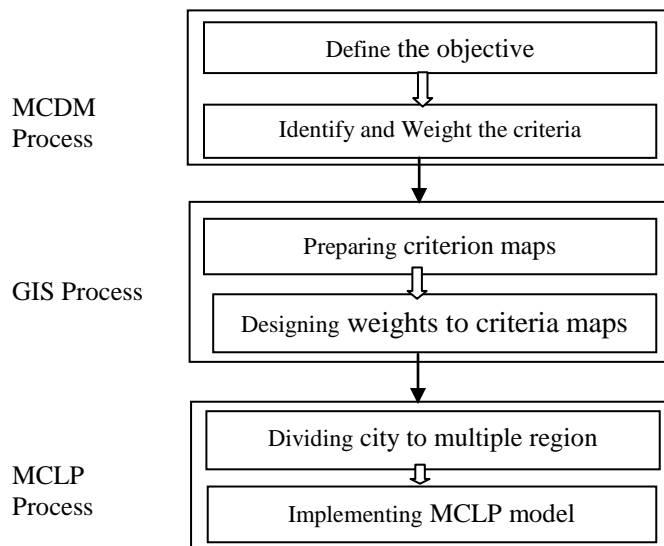 Define the objective
MCDM
Process
Identify and Weight the criteria
Preparing criterion maps
GIS Process
Designing weights to criteria maps
Dividing city to multiple region
MCLP
Process
Implementing MCLP model